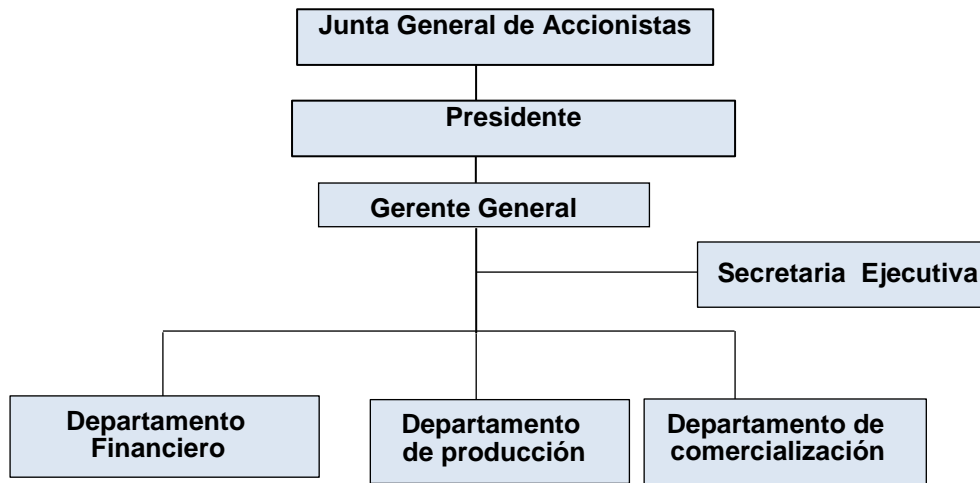 Junta General de Accionistas
Presidente
Gerente General
Secretaria Ejecutiva
Departamento
Financiero
Departamento
de producción
Departamento de
comercialización